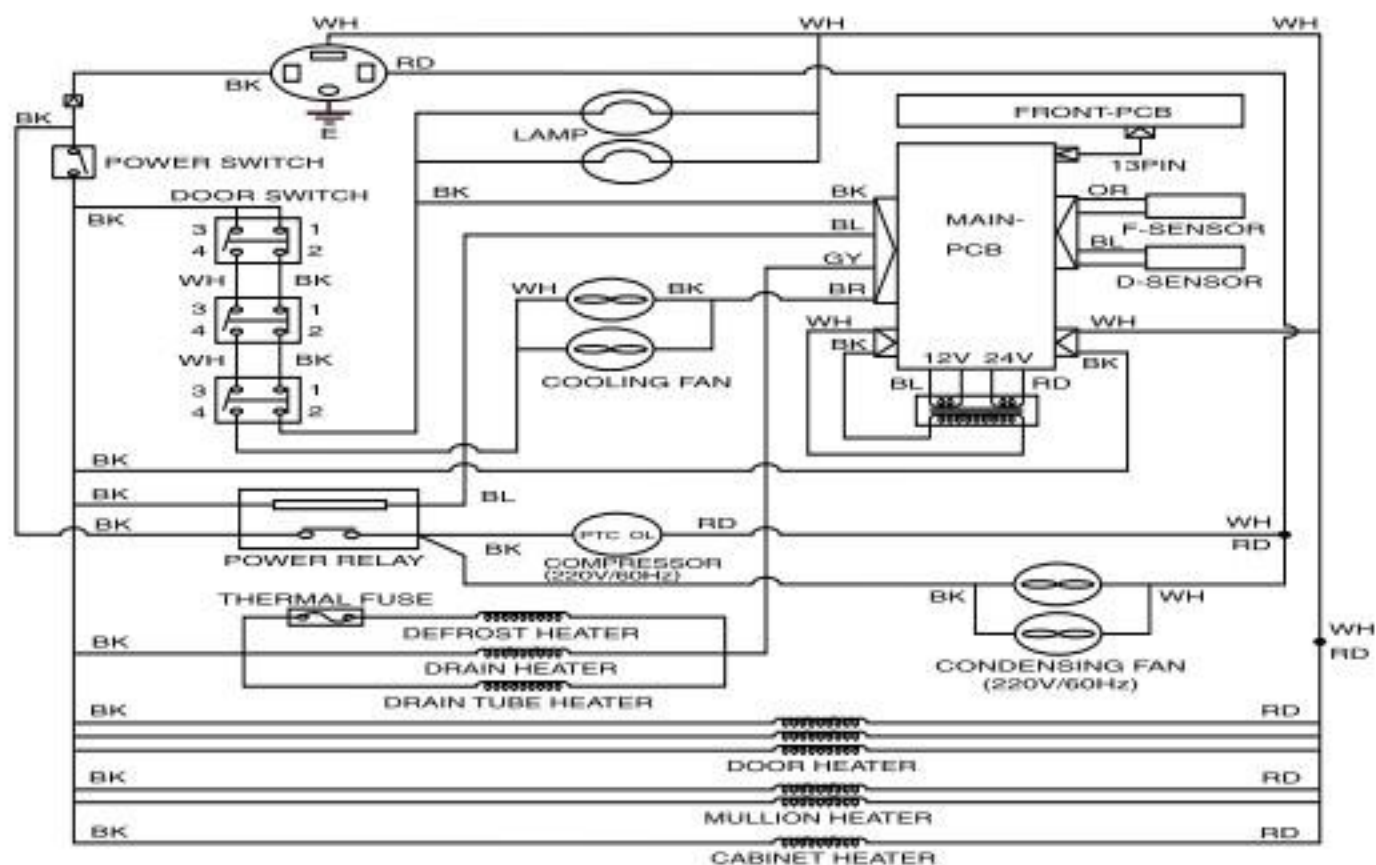 WH WH WH
BK RD
BK
E
LAMP
FRONT-PCB
POWER SWITCH
13PIN
DOOR SWITCH
BK BK BK OR
3 1
4 2
BL MAIN-PCB F-SENSOR
BL
GY D-SENSOR
WH BK
WH BK BR
3 1
4 2
WH WH
WH BK BK BK
12V 24V
COOLING FAN
BL RD
3 1
4 2
BK
BK BL
BK BK PTC OL RD WH
RD
POWER RELAY
COMPRESSOR
(220V/60Hz)
THERMAL FUSE
BK WH
DEFROST HEATER
BK WH
RD
DRAIN HEATER
CONDENSING FAN
(220V/60Hz)
DRAIN TUBE HEATER
BK RD
DOOR HEATER
BK RD
MULLION HEATER
BK RD
CABINET HEATER